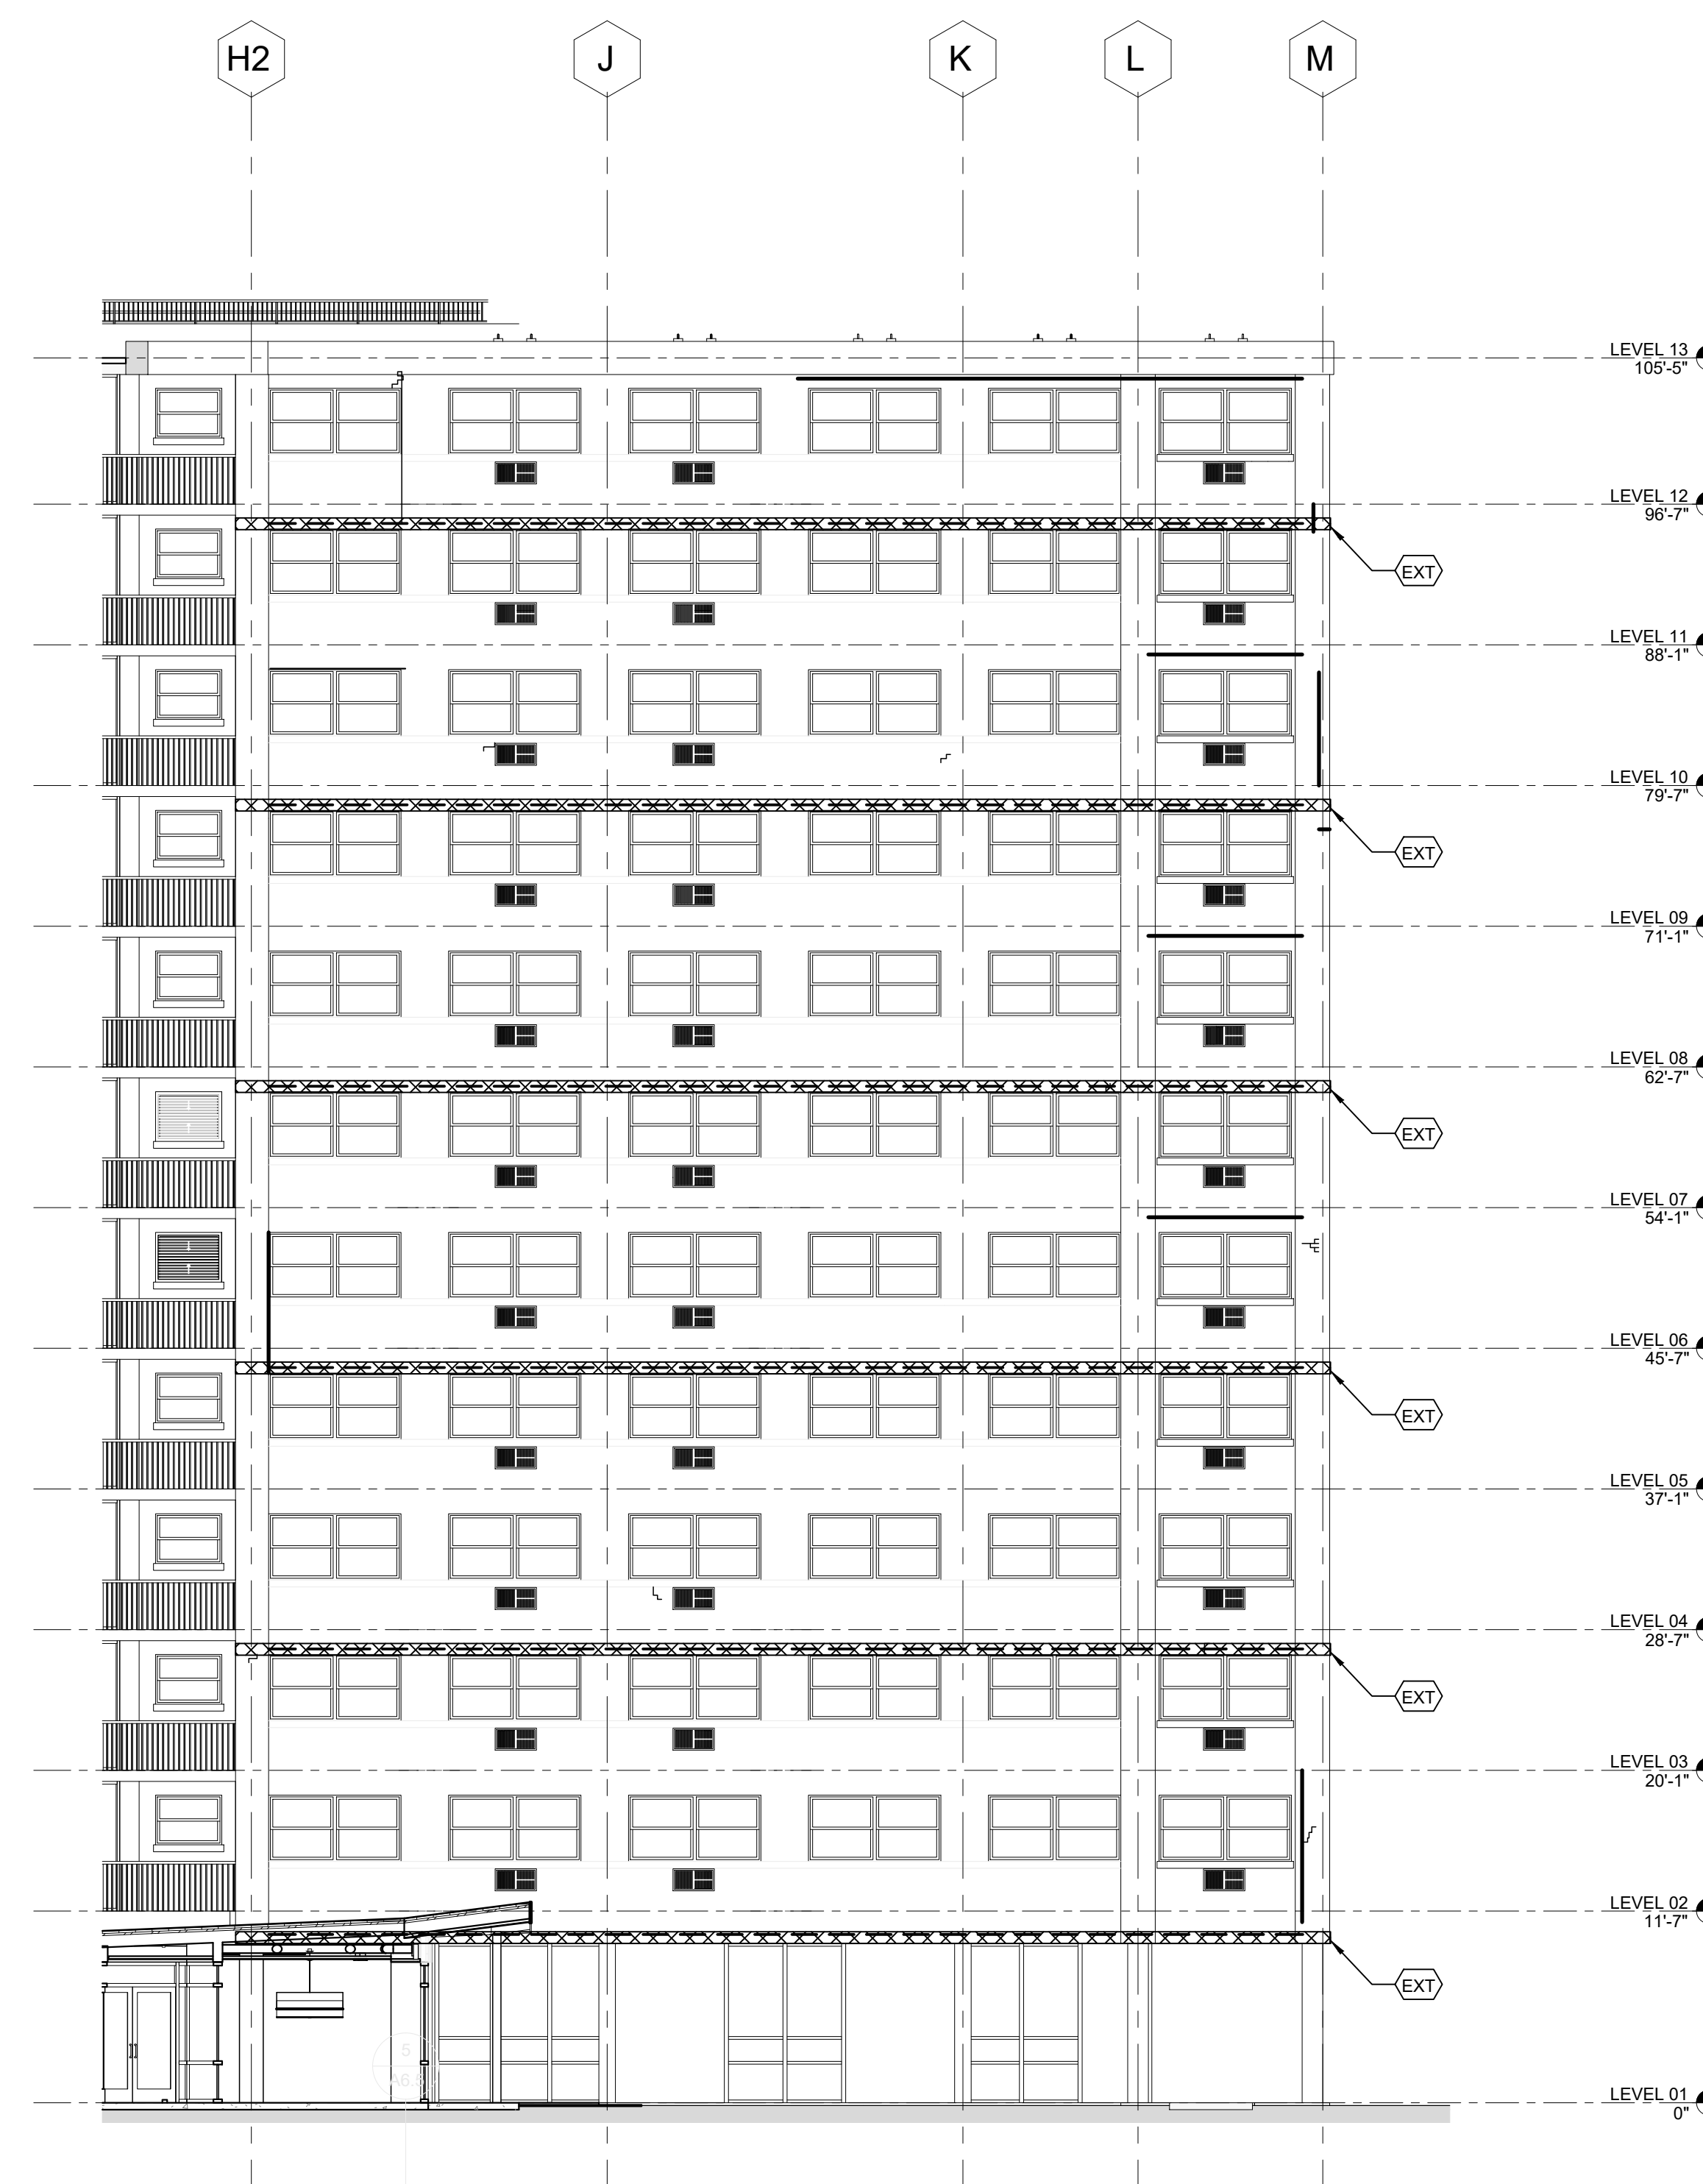 H2 J K L M
LEVEL 13
105'-5"
LEVEL 12
96'-7"
EXT
LEVEL 11
88'-1"
LEVEL 10
79'-7"
EXT
LEVEL 09
71'-1"
LEVEL 08
62'-7"
EXT
LEVEL 07
54'-1"
LEVEL 06
45'-7"
EXT
LEVEL 05
37'-1"
LEVEL 04
28'-7"
EXT
LEVEL 03
20'-1"
LEVEL 02
11'-7"
EXT
5
LEVEL 01
0"